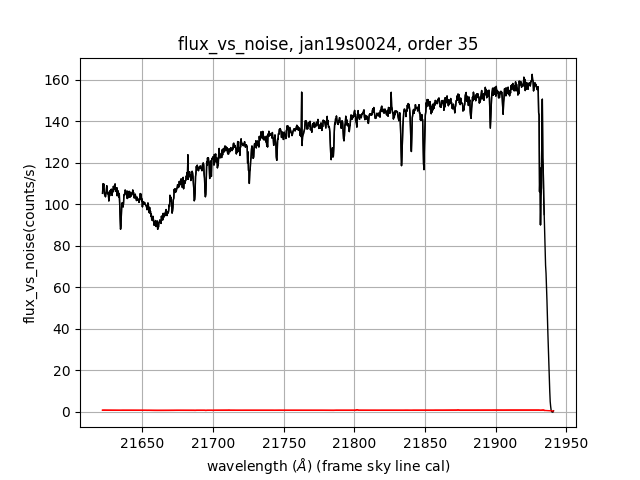 flux_vs_noise, jan19s0024, order 35
160
140
120
100
80
60
40
20
0
flux_vs_noise(counts/s)
21650 21700 21750 21800 21850 21900 21950
wavelength (Å) (frame sky line cal)